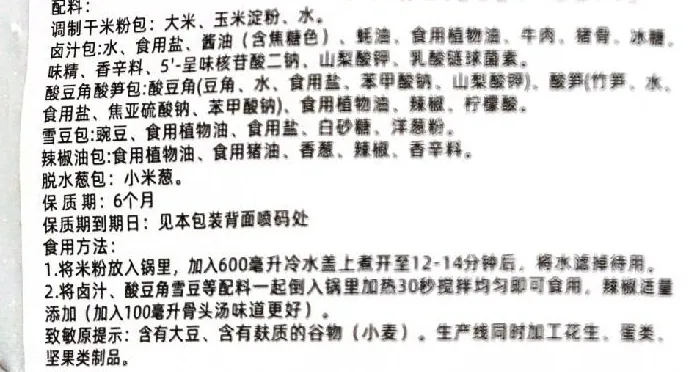 配料：
调制干米粉包：大米、玉米淀粉、水。
卤汁包:水、食用盐、酱油（含焦糖色）、蚝油、食用植物油、牛肉、猪骨、冰糖、
味精、香辛料、5'-呈味核苷酸二钠、山梨酸钾、乳酸链球菌素。
酸豆角酸笋包:酸豆角(豆角、水、食用盐、苯甲酸钠、山梨酸钾)、酸笋(竹笋、水、
食用盐、焦亚硫酸钠、苯甲酸钠)、食用植物油、辣椒、柠檬酸。
雪豆包:豌豆、食用植物油、食用盐、白砂糖、洋葱粉。
辣椒油包:食用植物油、食用猪油、香葱、辣椒、香辛料。
脱水葱包：小米葱。
保 质 期：6个月
保质期到期日：见本包装背面喷码处
食用方法：
1.将米粉放入锅里，加入600毫升冷水盖上煮开至12-14分钟后，将水滤掉待用。
2.将卤汁、酸豆角雪豆等配料一起倒入锅里加热30秒搅拌均匀即可食用，辣椒适量
添加（加入100毫升骨头汤味道更好）。
致敏原提示：含有大豆、含有麸质的谷物（小麦）。生产线同时加工花生、蛋类、
坚果类制品。